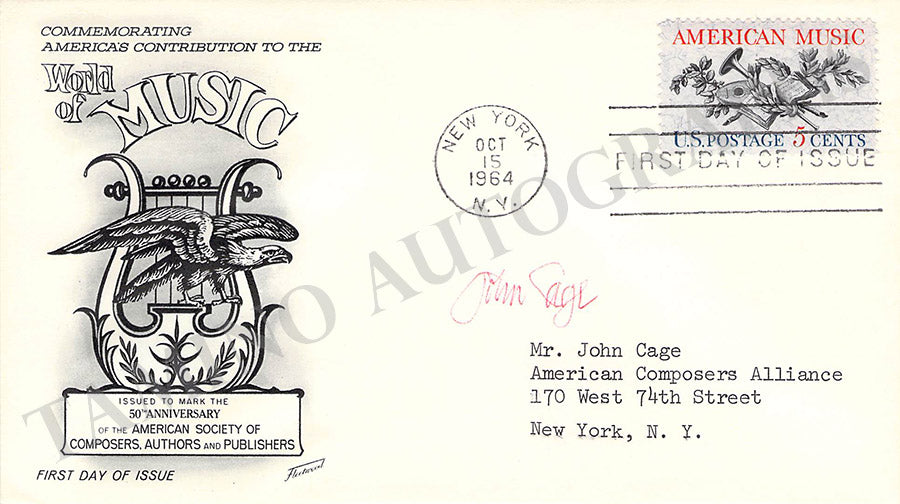 COMMEMORATING
AMERICA'S CONTRIBUTION TO THE
World
of MUSIC
ISSUED TO MARK THE
50TH ANNIVERSARY
OF THE AMERICAN SOCIETY OF
COMPOSERS, AUTHORS AND PUBLISHERS
FIRST DAY OF ISSUE
Fleetwood
NEW YORK
OCT
15
1964
N.Y.
AMERICAN MUSIC
U.S. POSTAGE 5 CENTS
FIRST DAY OF ISSUE
John Cage
Mr. John Cage
American Composers Alliance
170 West 74th Street
New York, N. Y.